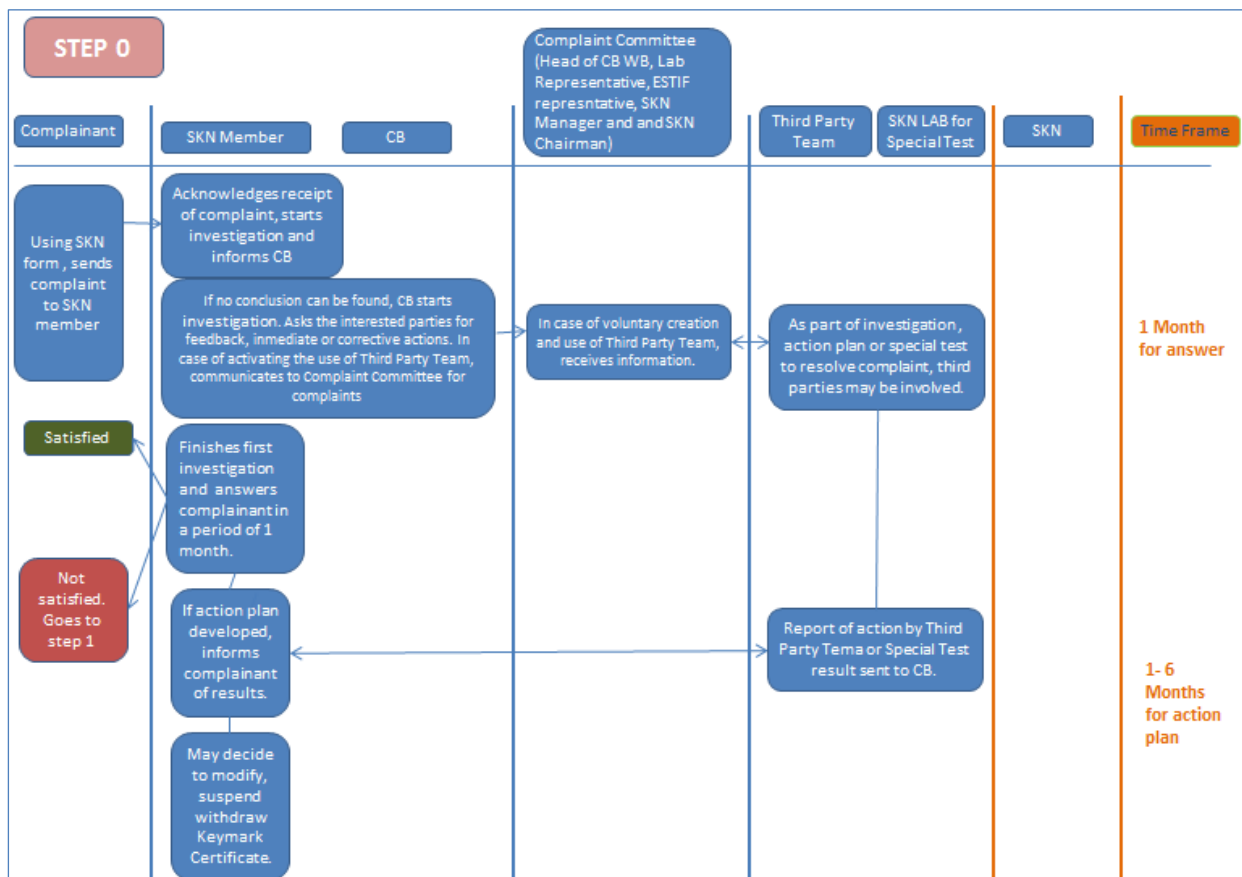 STEP 0
Complainant
SKN Member
CB
Complaint Committee
(Head of CB WB, Lab
Representative, ESTIF
represntative, SKN
Manager and and SKN
Chairman)
Third Party
Team
SKN LAB for
Special Test
SKN
Time Frame
Using SKN
form , sends
complaint
to SKN
member
Acknowledges receipt
of complaint, starts
investigation and
informs CB
If no conclusion can be found, CB starts
investigation. Asks the interested parties for
feedback, inmediate or corrective actions. In
case of activating the use of Third Party Team,
communicates to Complaint Committee for
complaints
In case of voluntary creation
and use of Third Party Team,
receives information.
As part of investigation ,
action plan or special test
to resolve complaint, third
parties may be involved.
1 Month
for answer
Satisfied
Finishes first
investigation
and answers
complainant in
a period of 1
month.
Not
satisfied.
Goes to
step 1
If action plan
developed,
informs
complainant
of results.
Report of action by Third
Party Tema or Special Test
result sent to CB.
1- 6
Months
for action
plan
May decide
to modify,
suspend
withdraw
Keymark
Certificate.